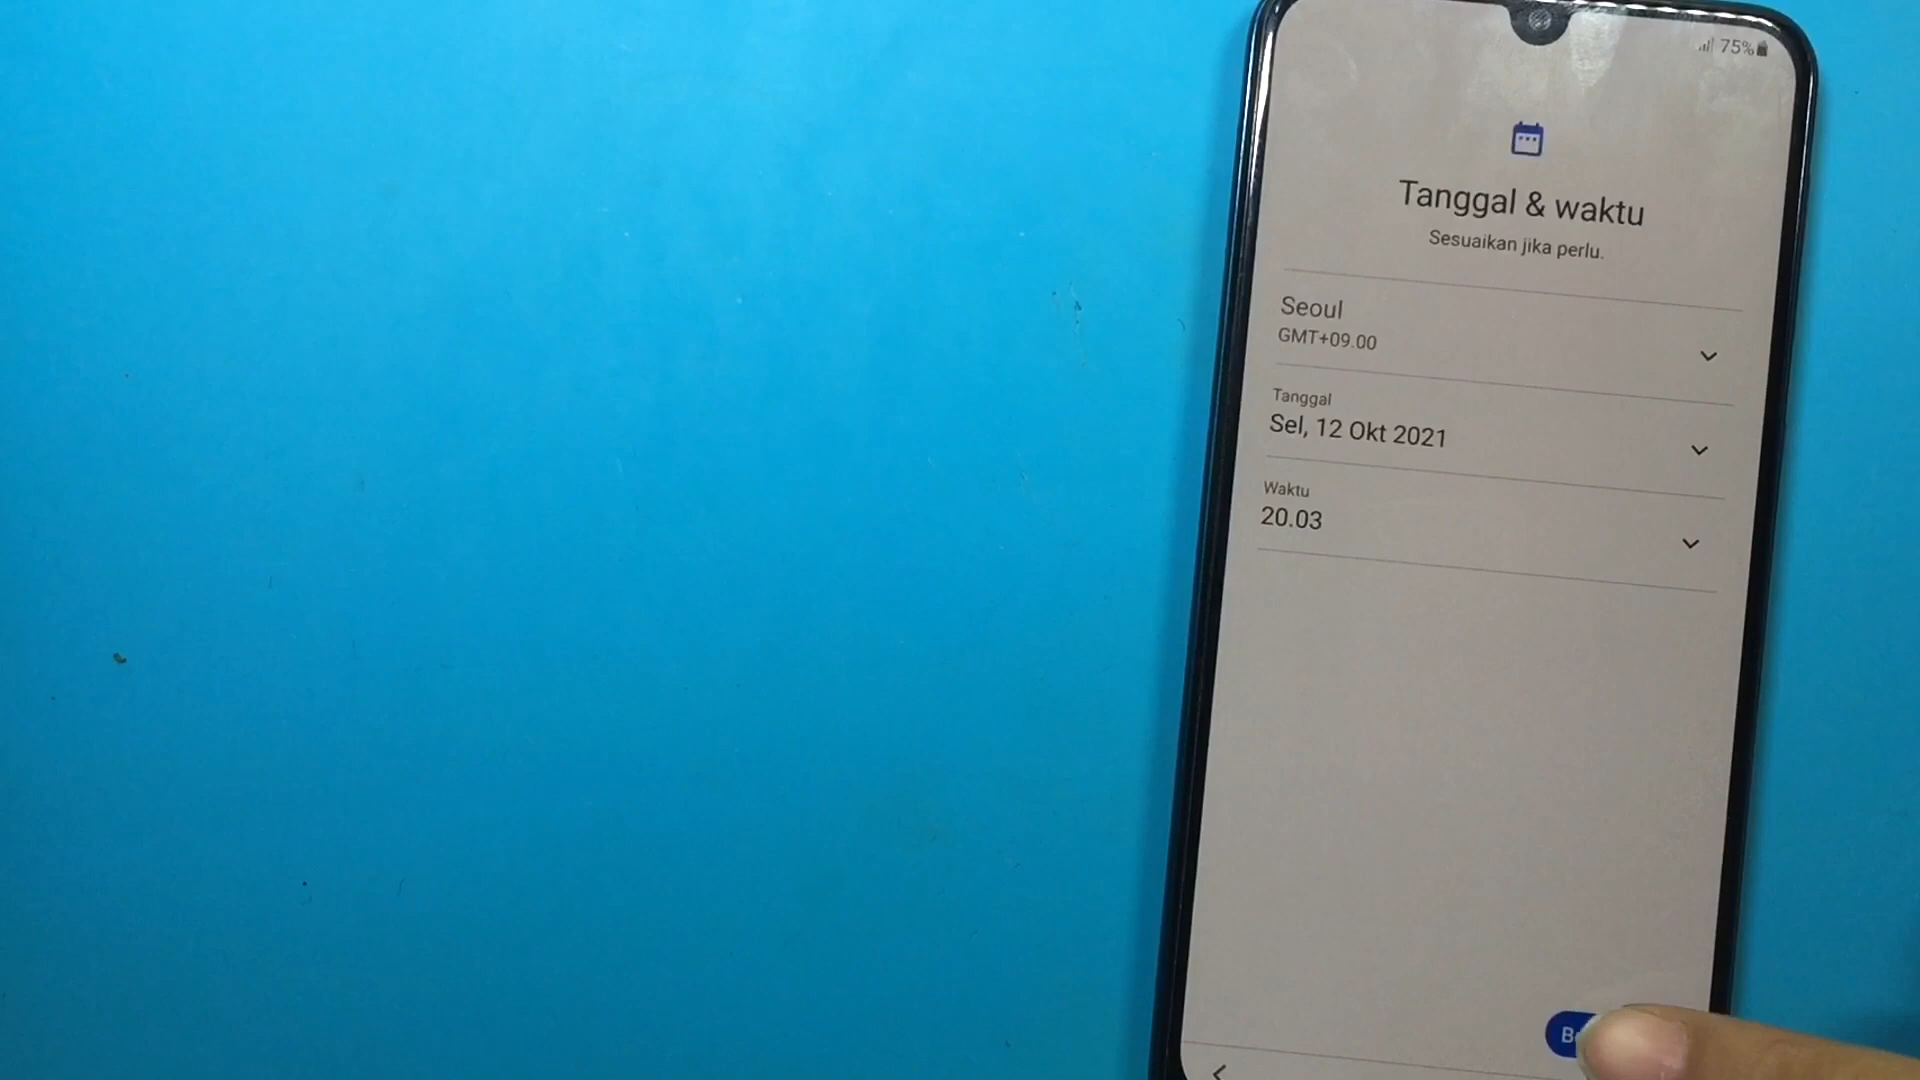 75%
Tanggal & waktu
Sesuaikan jika perlu.
Seoul
GMT+09.00
Tanggal
Sel, 12 Okt 2021
Waktu
20.03